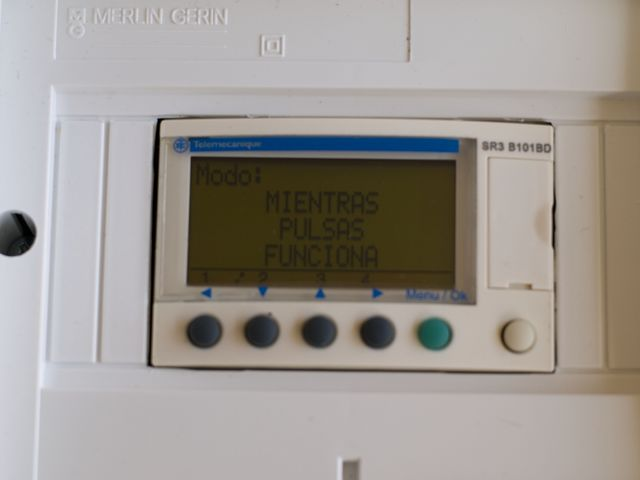 MERLIN GERIN
Telemecanique
SR3 B101BD
Modo:
MIENTRAS
PULSAS
FUNCIONA
1 2 3 4
Menu / Ok